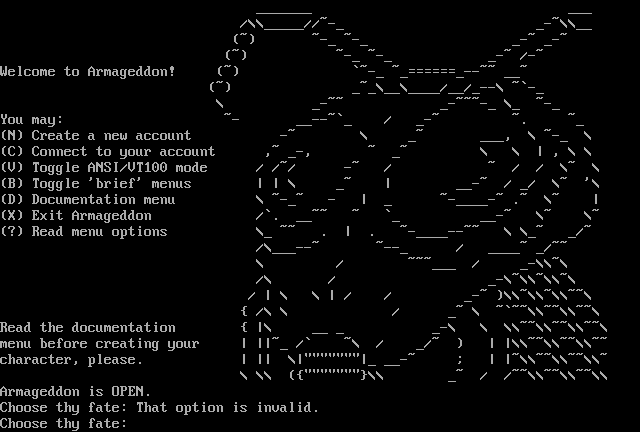 Welcome to Armageddon!
You may:
(N) Create a new account
(C) Connect to your account
(V) Toggle ANSI/VT100 mode
(B) Toggle 'brief' menus
(D) Documentation menu
(X) Exit Armageddon
(?) Read menu options
Read the documentation
menu before creating your
character, please.
Armageddon is OPEN.
Choose thy fate: That option is invalid.
Choose thy fate: